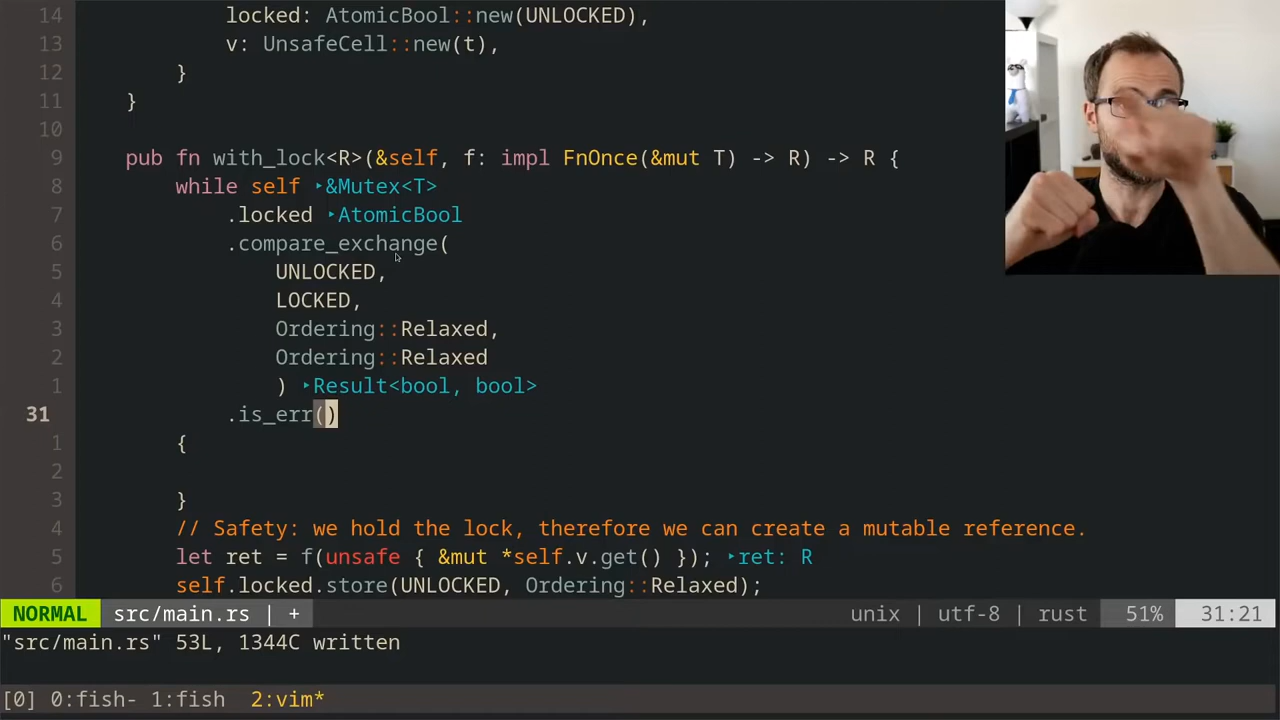 14 locked: AtomicBool::new(UNLOCKED),
13 v: UnsafeCell::new(t),
12 }
11 }
10
9 pub fn with_lock<R>(&self, f: impl FnOnce(&mut T) -> R) -> R {
8 while self ‣&Mutex<T>
7 .locked ‣AtomicBool
6 .compare_exchange(
5 UNLOCKED,
4 LOCKED,
3 Ordering::Relaxed,
2 Ordering::Relaxed
1 ) ‣Result<bool, bool>
31 .is_err()
1 {
2
3 }
4 // Safety: we hold the lock, therefore we can create a mutable reference.
5 let ret = f(unsafe { &mut *self.v.get() }); ‣ret: R
6 self.locked.store(UNLOCKED, Ordering::Relaxed);
NORMAL src/main.rs | + unix | utf-8 | rust 51% 31:21
"src/main.rs" 53L, 1344C written
[0] 0:fish- 1:fish 2:vim*